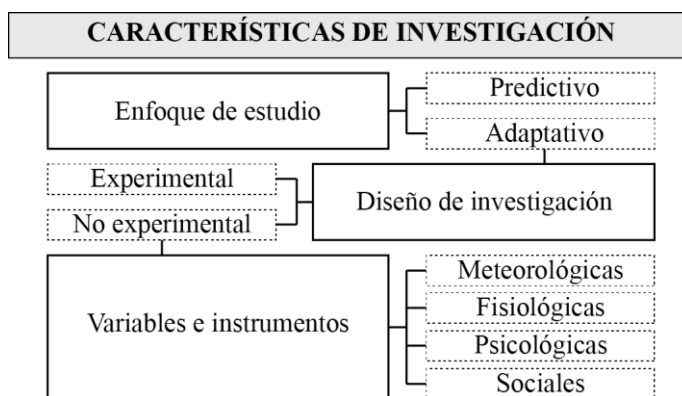 CARACTERÍSTICAS DE INVESTIGACIÓN
Enfoque de estudio
Predictivo
Adaptativo
Experimental
No experimental
Diseño de investigación
Variables e instrumentos
Meteorológicas
Fisiológicas
Psicológicas
Sociales